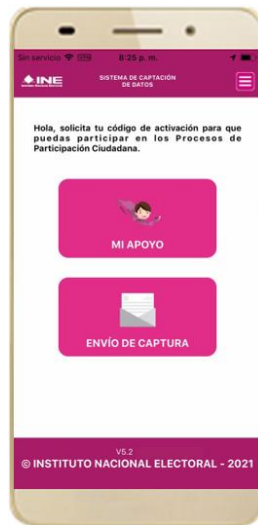 Sin servicio VPN 8:25 p. m.
INE
SISTEMA DE CAPTACIÓN
DE DATOS
Hola, solicita tu código de activación para que
puedas participar en los Procesos de
Participación Ciudadana.
MI APOYO
ENVÍO DE CAPTURA
V5.2
© INSTITUTO NACIONAL ELECTORAL - 2021